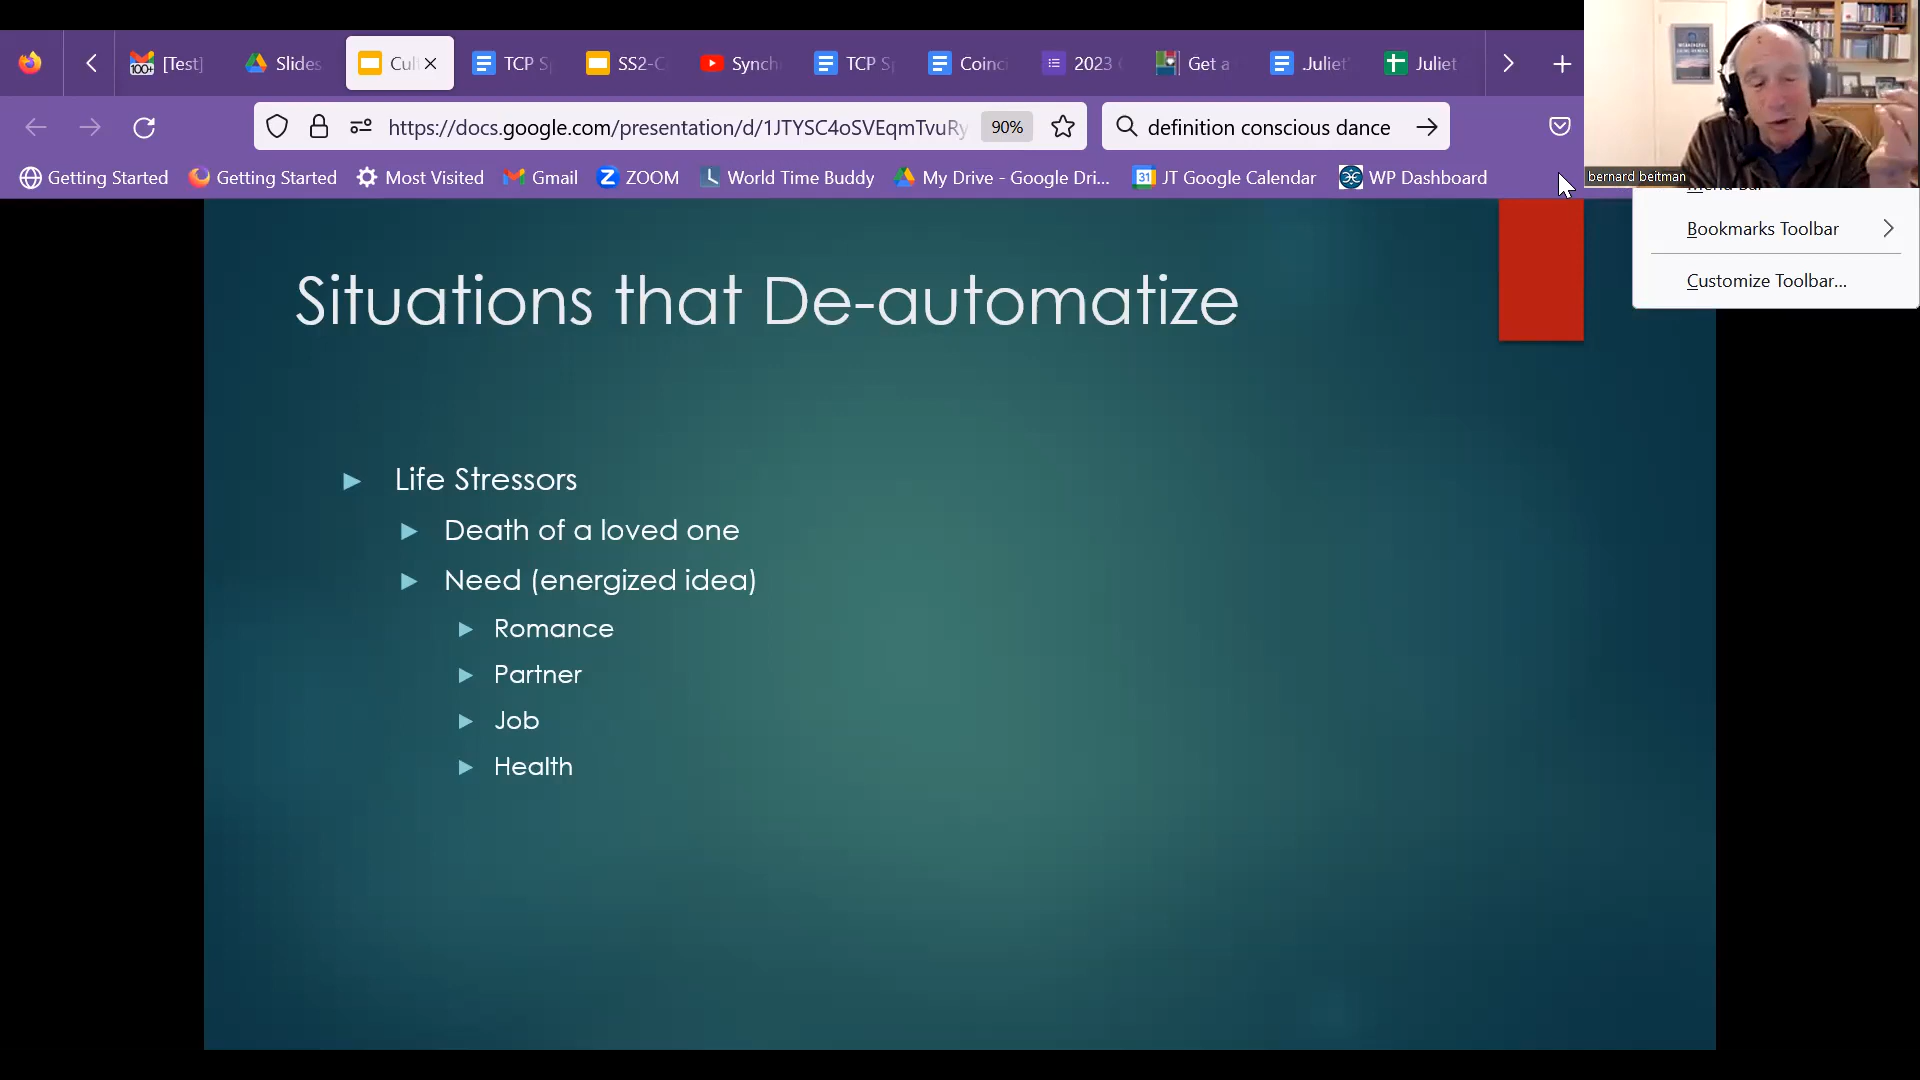 [Test]
Slides
Cul
TCP S
SS2-C
Synch
TCP S
Coinc
2023
Get a
.Juliet'
Juliet
https://docs.google.com/presentation/d/1JTYSC4oSVEqmTvuRy
90%
definition conscious dance
Getting Started
Getting Started
Most Visited
Gmail
ZOOM
World Time Buddy
My Drive - Google Dri...
31
JT Google Calendar
WP Dashboard
bernard beitman
Bookmarks Toolbar
Customize Toolbar...
Situations that De-automatize
Life Stressors
Death of a loved one
Need (energized idea)
Romance
Partner
Job
Health